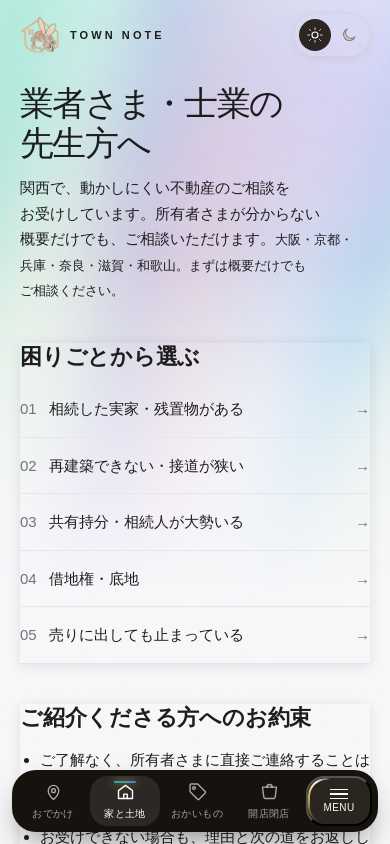 TOWN NOTE
業者さま・士業の
先生方へ
関西で、動かしにくい不動産のご相談を
お受けしています。所有者さまが分からない
概要だけでも、ご相談いただけます。大阪・京都・
兵庫・奈良・滋賀・和歌山。まずは概要だけでも
ご相談ください。
困りごとから選ぶ
01 相続した実家・残置物がある →
02 再建築できない・接道が狭い →
03 共有持分・相続人が大勢いる →
04 借地権・底地 →
05 売りに出しても止まっている →
ご紹介くださる方へのお約束
• ご了解なく、所有者さまに直接ご連絡することは
おでかけ
家と土地
おかいもの
開店閉店
MENU
お受けできない場合も、理由と次の道をお返しし